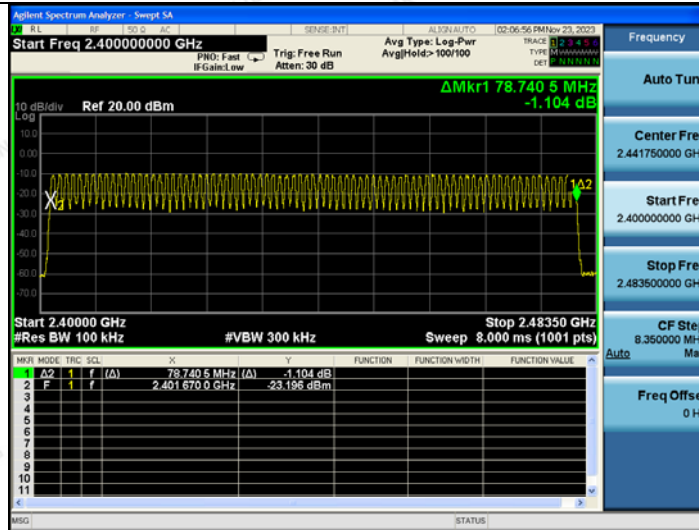 Agilent Spectrum Analyzer - Swept SA
RL RF 50 Ω AC SENSE:INT ALIGNAUTO 02:06:56 PM Nov 23, 2023
Start Freq 2.400000000 GHz
PNO: Fast
IFGain:Low
Trig: Free Run
Atten: 30 dB
Avg Type: Log-Pwr
Avg|Hold:> 100/100
TRACE 1 2 3 4 5 6
TYPE
DET P N N N N N
ΔMkr1 78.740 5 MHz
-1.104 dB
10 dB/div Ref 20.00 dBm
Log
10.0
0.00
-10.0
-20.0
-30.0
-40.0
-50.0
-60.0
-70.0
1Δ2
2
Start 2.40000 GHz Stop 2.48350 GHz
#Res BW 100 kHz #VBW 300 kHz Sweep 8.000 ms (1001 pts)
MKR MODE TRC SCL X Y FUNCTION FUNCTION WIDTH FUNCTION VALUE
1 Δ2 1 f (Δ) 78.740 5 MHz (Δ) -1.104 dB
2 F 1 f 2.401 670 0 GHz -23.196 dBm
3
4
5
6
7
8
9
10
11
MSG STATUS
Frequency
Auto Tun
Center Fre
2.441750000 GH
Start Fre
2.400000000 GH
Stop Fre
2.483500000 GH
CF Ste
8.350000 MH
Auto Ma
Freq Offse
0 H